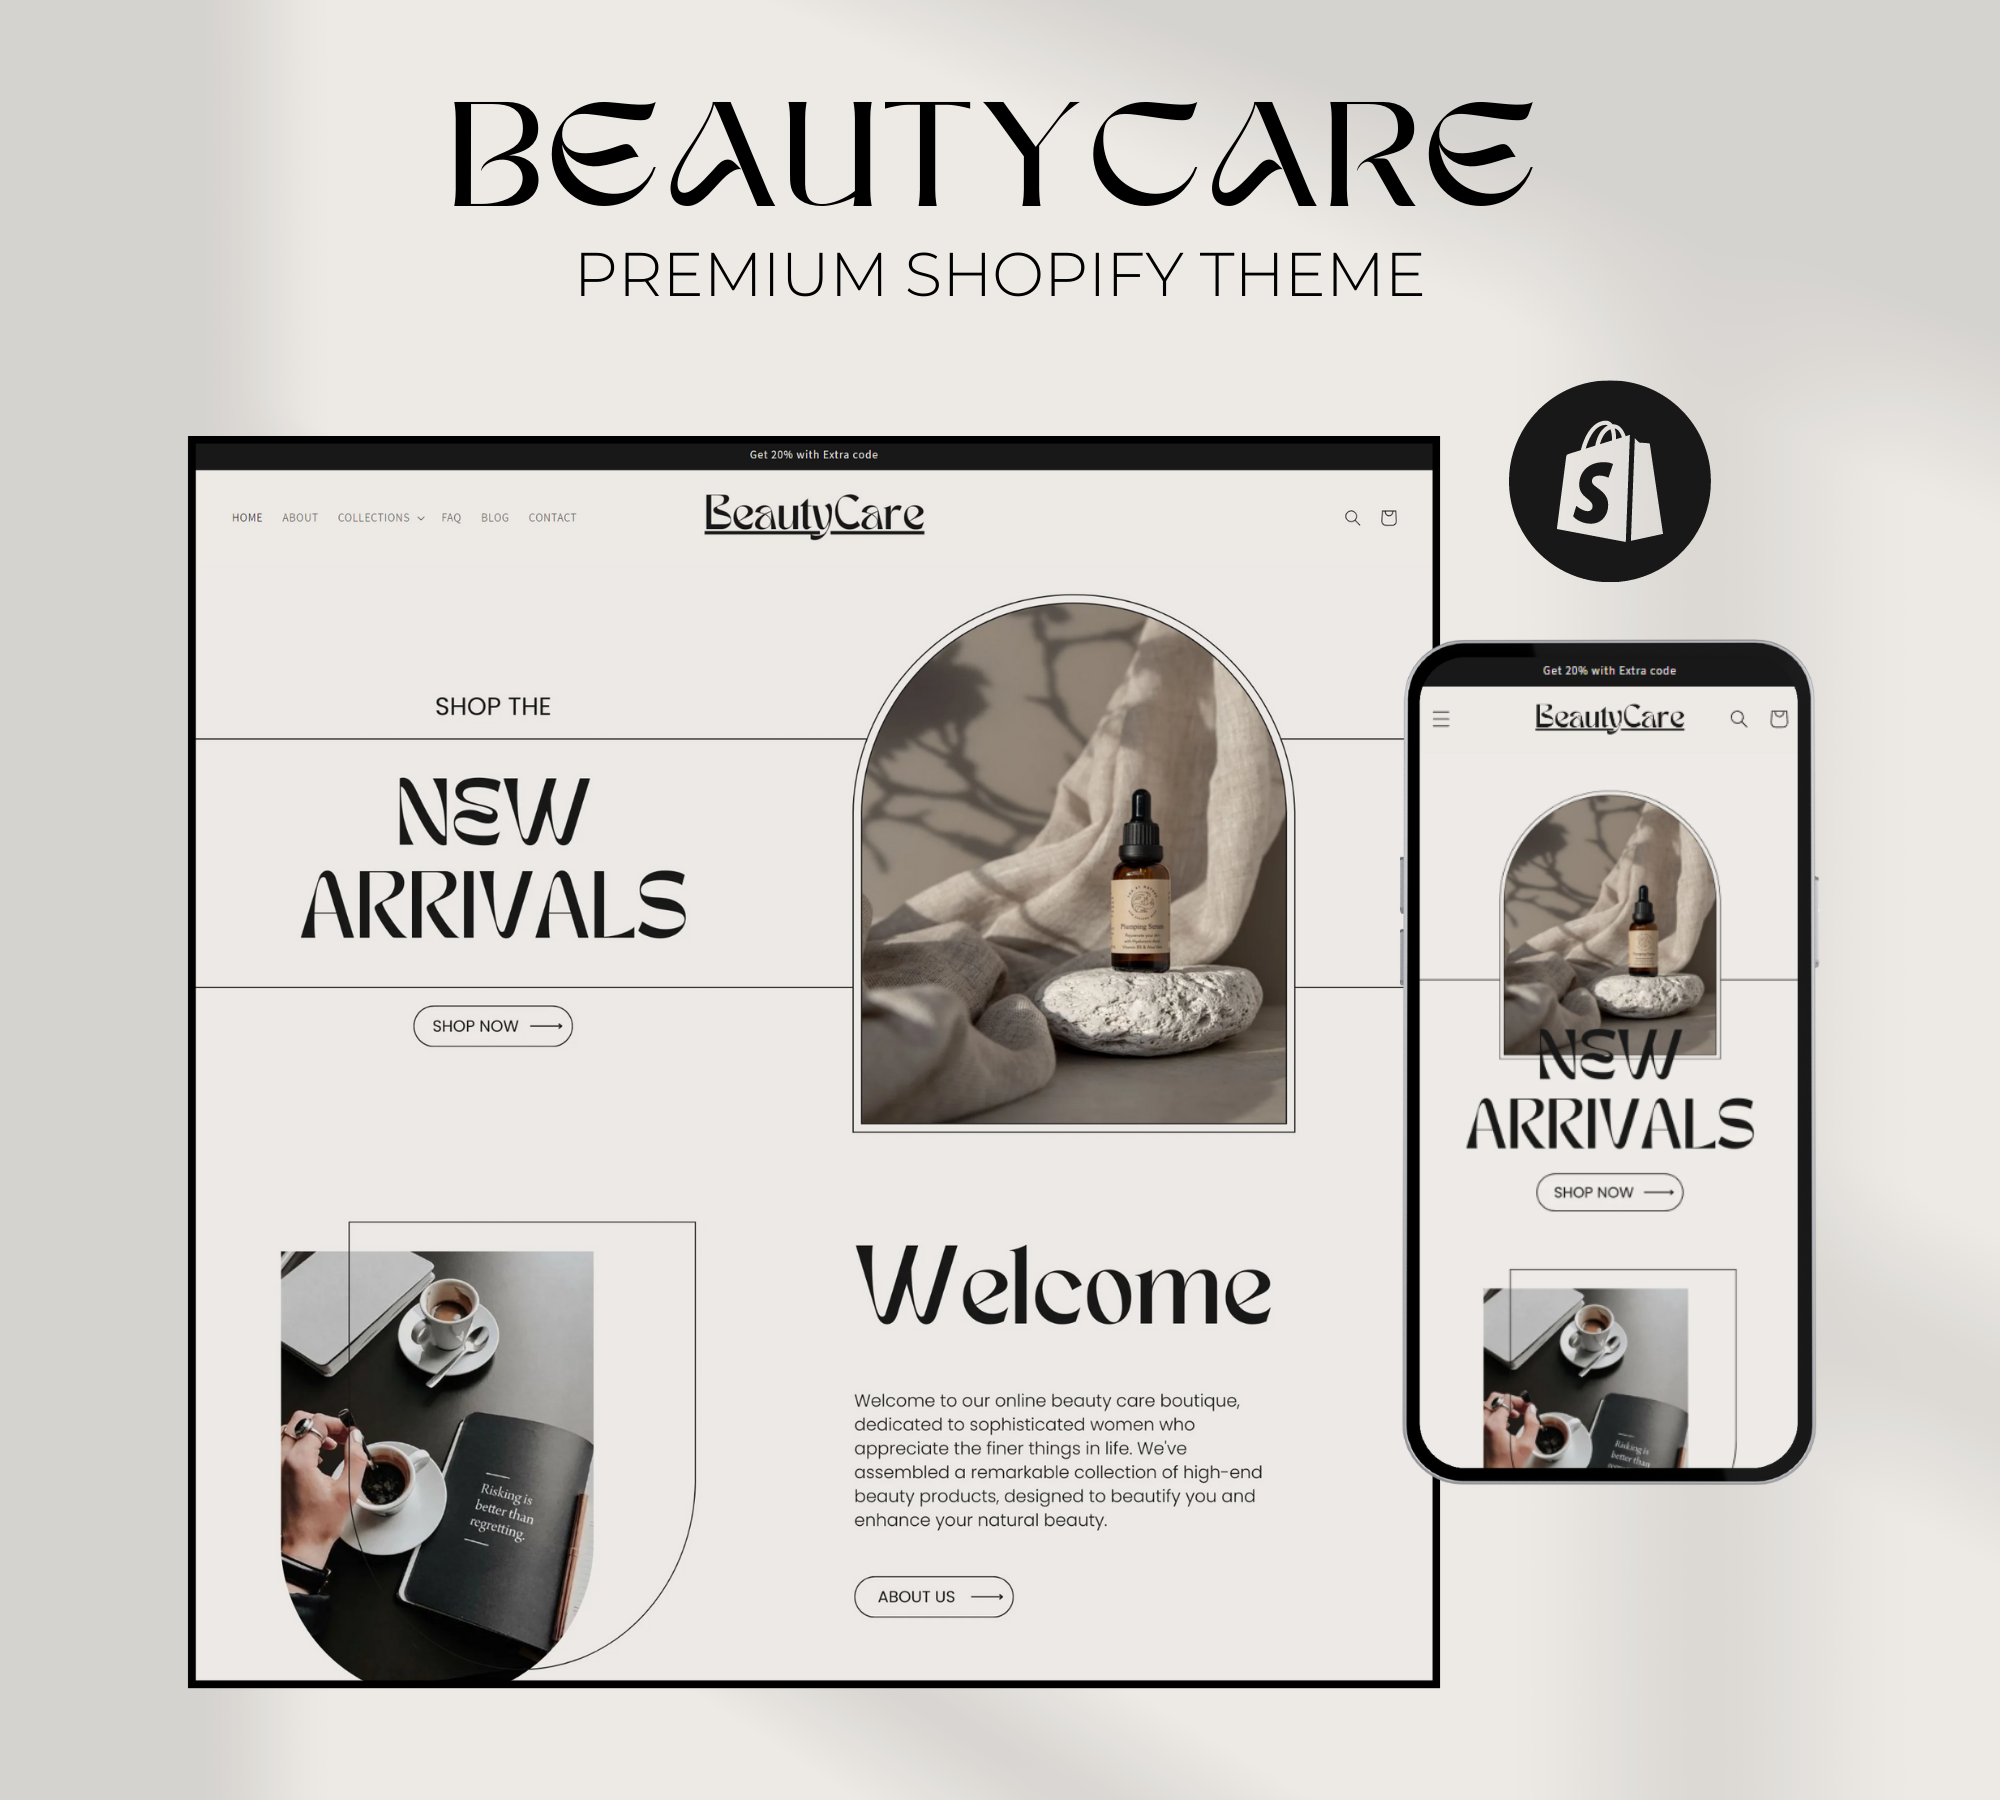 BEAUTYCARE
PREMIUM SHOPIFY THEME
Get 20% with Extra code
HOME ABOUT COLLECTIONS FAQ BLOG CONTACT
BeautyCare
SHOP THE
NEW
ARRIVALS
SHOP NOW
Plumping Serum
Welcome
Welcome to our online beauty care boutique,
dedicated to sophisticated women who
appreciate the finer things in life. We've
assembled a remarkable collection of high-end
beauty products, designed to beautify you and
enhance your natural beauty.
ABOUT US
Risking is
better than
regretting.
S
Get 20% with Extra code
BeautyCare
NEW
ARRIVALS
SHOP NOW
Risking is
better than